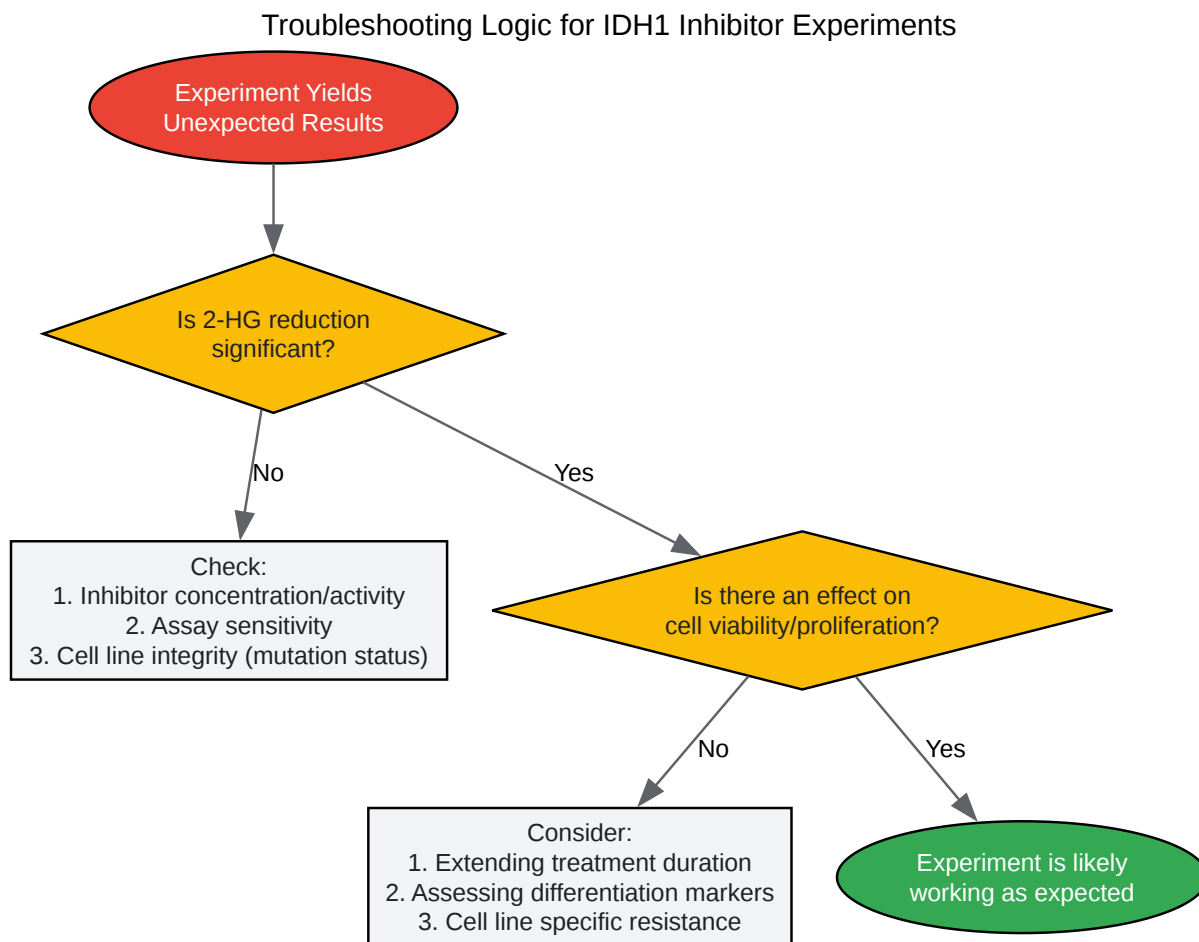 Troubleshooting Logic for IDH1 Inhibitor Experiments
Experiment Yields
Unexpected Results
Is 2-HG reduction
significant?
No
Yes
Check:
1. Inhibitor concentration/activity
2. Assay sensitivity
3. Cell line integrity (mutation status)
Is there an effect on
cell viability/proliferation?
No
Yes
Consider:
1. Extending treatment duration
2. Assessing differentiation markers
3. Cell line specific resistance
Experiment is likely
working as expected